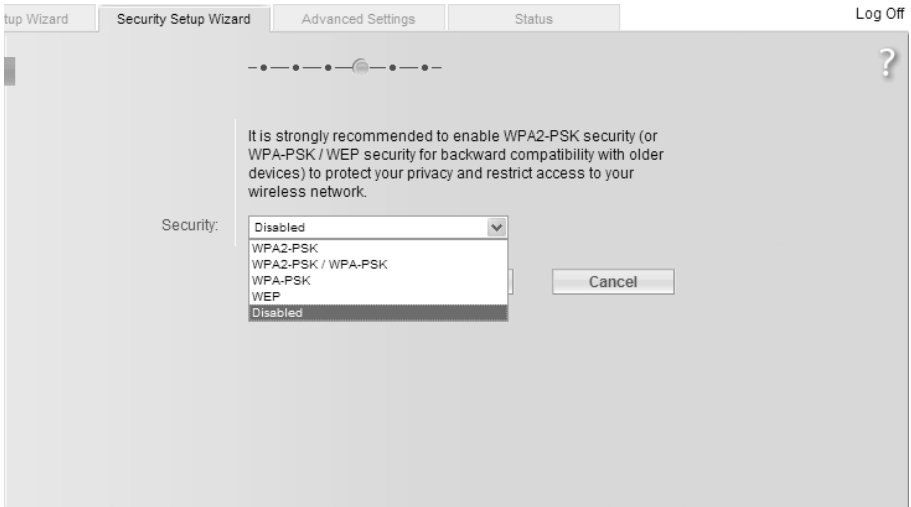 tup Wizard
Security Setup Wizard
Advanced Settings
Status
Log Off
?
It is strongly recommended to enable WPA2-PSK security (or
WPA-PSK / WEP security for backward compatibility with older
devices) to protect your privacy and restrict access to your
wireless network.
Security:
Disabled
WPA2-PSK
WPA2-PSK / WPA-PSK
WPA-PSK
WEP
Disabled
Cancel